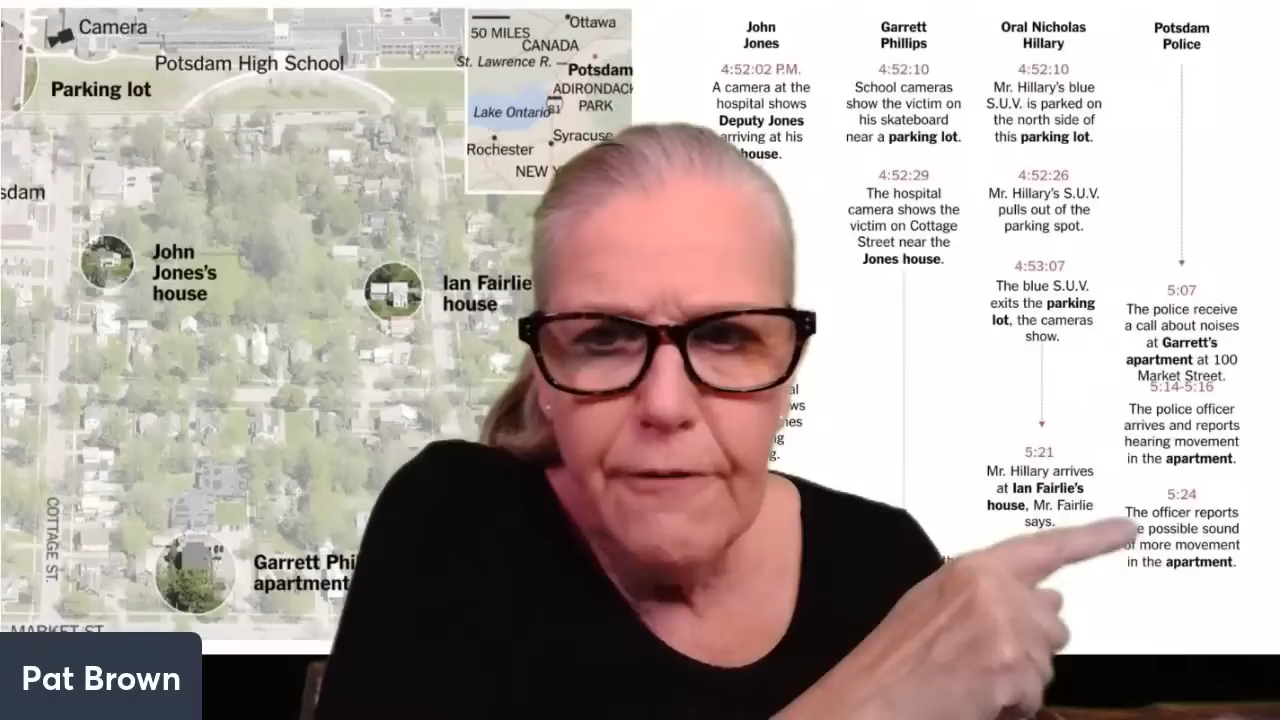 Camera
Potsdam High School
Parking lot
50 MILES
Ottawa
CANADA
St. Lawrence R.
Potsdam
ADIRONDACK
PARK
Lake Ontario
81
Syracuse
Rochester
NEW Y
sdam
John
Jones's
house
Ian Fairlie
house
COTTAGE ST.
Garrett Phi
apartment
MARKET ST.
John
Jones
4:52:02 P.M.
A camera at the
hospital shows
Deputy Jones
arriving at his
house.
Garrett
Phillips
4:52:10
School cameras
show the victim on
his skateboard
near a parking lot.
4:52:29
The hospital
camera shows the
victim on Cottage
Street near the
Jones house.
Oral Nicholas
Hillary
4:52:10
Mr. Hillary's blue
S.U.V. is parked on
the north side of
this parking lot.
4:52:26
Mr. Hillary's S.U.V.
pulls out of the
parking spot.
4:53:07
The blue S.U.V.
exits the parking
lot, the cameras
show.
5:21
Mr. Hillary arrives
at Ian Fairlie's
house, Mr. Fairlie
says.
Potsdam
Police
5:07
The police receive
a call about noises
at Garrett's
apartment at 100
Market Street.
5:14-5:16
The police officer
arrives and reports
hearing movement
in the apartment.
5:24
The officer reports
possible sound
of more movement
in the apartment.
Pat Brown